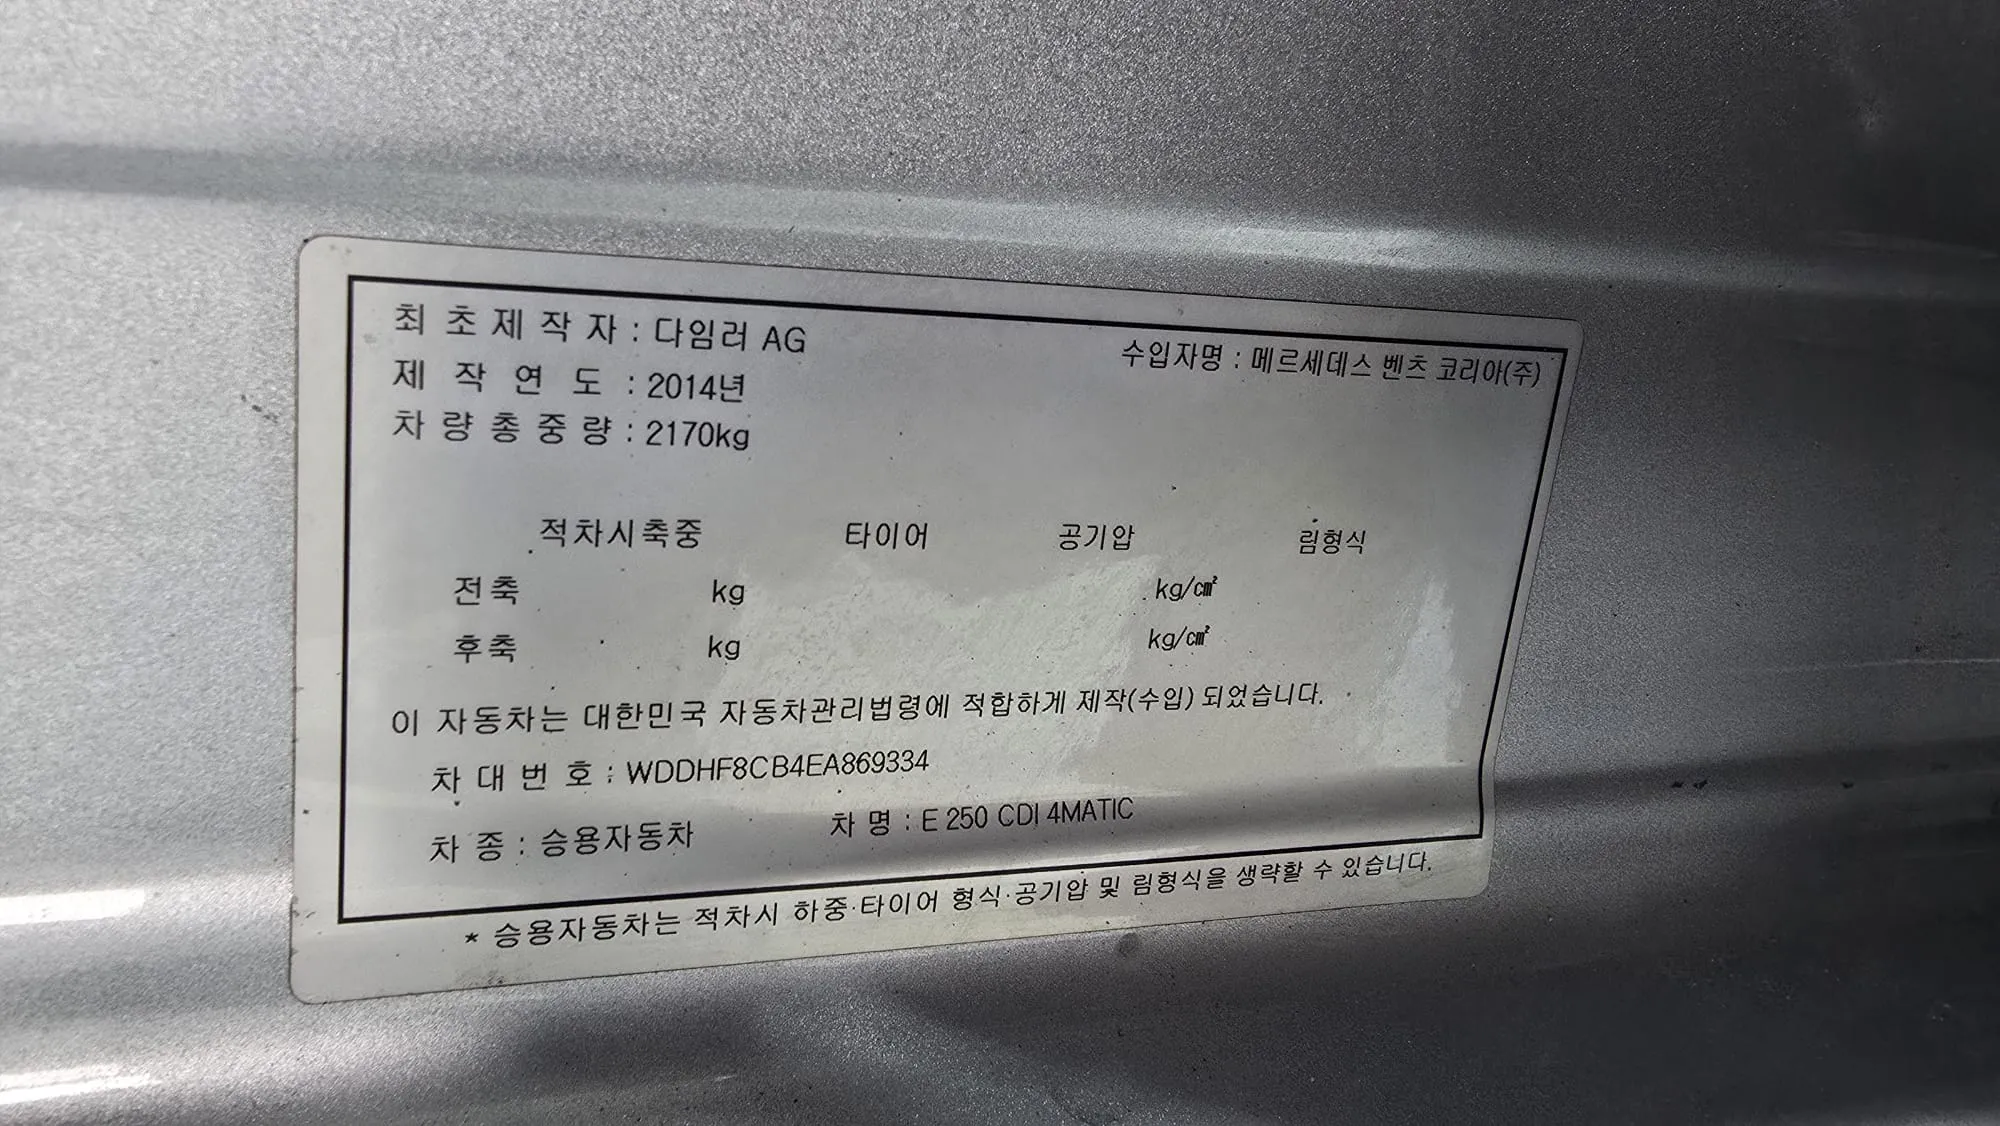 최초제작자 : 다임러 AG
수입자명 : 메르세데스 벤츠 코리아(주)
제작연도 : 2014년
차량총중량 : 2170kg
적차시축중 타이어 공기압 림형식
전축 kg kg/㎠
후축 kg kg/㎠
이 자동차는 대한민국 자동차관리법령에 적합하게 제작(수입) 되었습니다.
차대번호 : WDDHF8CB4EA869334
차종 : 승용자동차 차명 : E 250 CDI 4MATIC
* 승용자동차는 적차시 하중·타이어 형식·공기압 및 림형식을 생략할 수 있습니다.